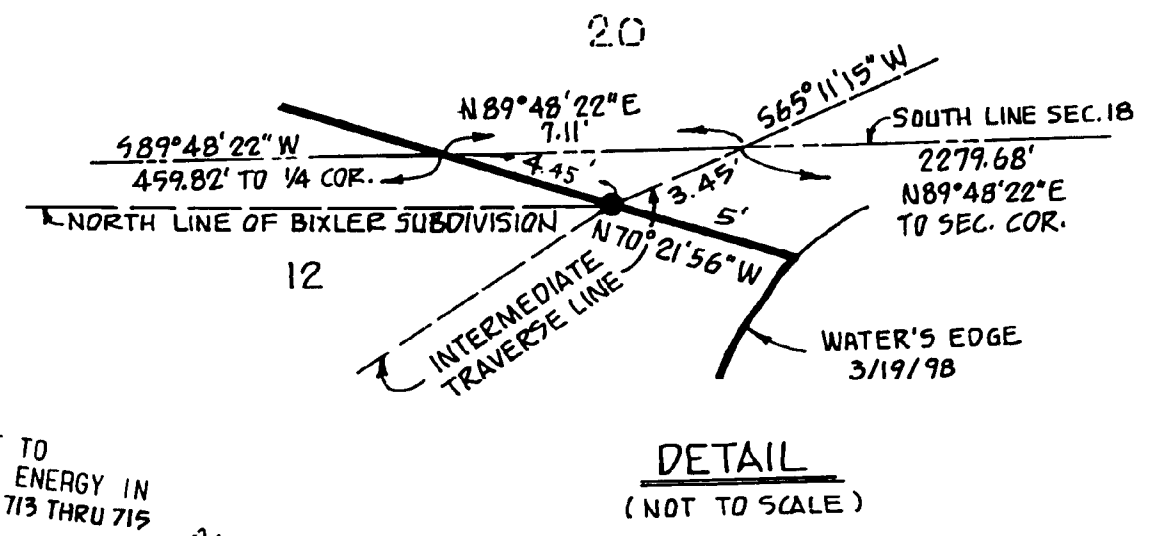 20
N89°48'22"E
7.11'
S65°11'15"W
SOUTH LINE SEC.18
S89°48'22"W
459.82' TO 1/4 COR.
4.45'
3.45'
2279.68'
N89°48'22"E
TO SEC. COR.
NORTH LINE OF BIXLER SUBDIVISION
5'
N70°21'56"W
12
INTERMEDIATE
TRAVERSE LINE
WATER'S EDGE
3/19/98
TO
ENERGY IN
713 THRU 715
DETAIL
(NOT TO SCALE)